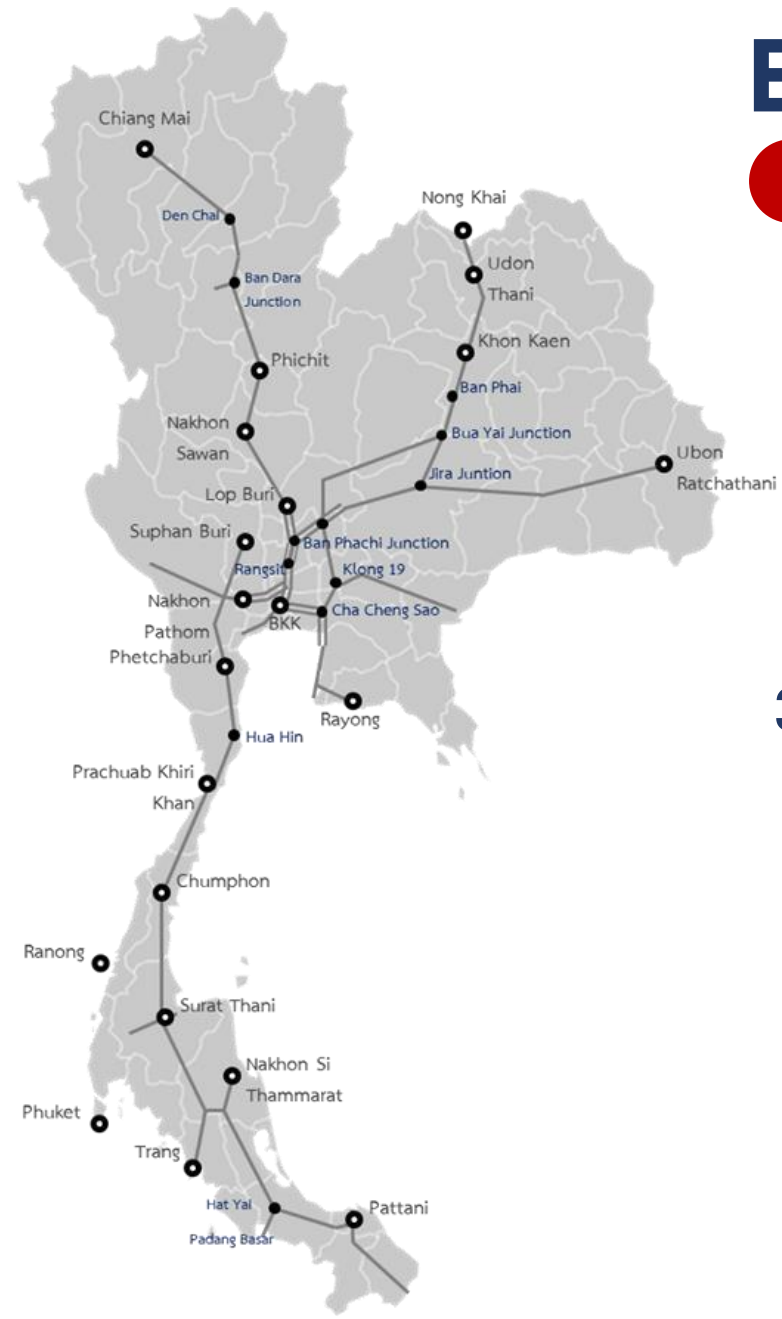 E
Chiang Mai
Nong Khai
Den Chai
Udon
Thani
Ban Dara
Junction
Khon Kaen
Phichit
Ban Phai
Nakhon
Sawan
Bua Yai Junction
Ubon
Ratchathani
Jira Juntion
Lop Buri
Suphan Buri
Ban Phachi Junction
Rangsit
Klong 19
Nakhon
Pathom
BKK
Cha Cheng Sao
Phetchaburi
Rayong
Hua Hin
Prachuab Khiri
Khan
Chumphon
Ranong
Surat Thani
Nakhon Si
Thammarat
Phuket
Trang
Hat Yai
Pattani
Padang Basar